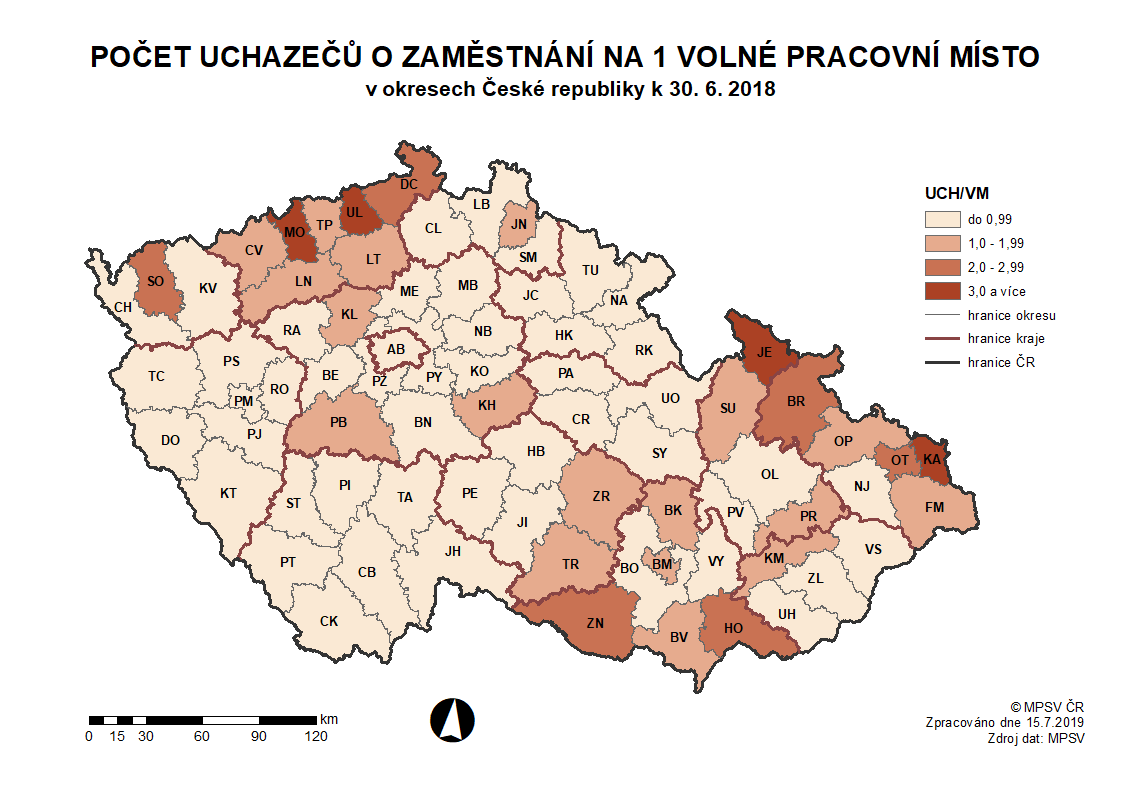 POČET UCHAZEČŮ O ZAMĚSTNÁNÍ NA 1 VOLNÉ PRACOVNÍ MÍSTO
v okresech České republiky k 30. 6. 2018
DC
LB
UL
MO
TP
JN
CL
CV
LT
SM
TU
SO
LN
KV
ME
MB
JC
NA
CH
KL
RA
NB
HK
AB
RK
JE
PS
KO
PA
TC
BE
PZ
PY
RO
PM
UO
BR
KH
SU
PB
BN
CR
DO
PJ
OP
HB
SY
OT
KA
OL
KT
PI
ST
TA
PE
ZR
NJ
FM
BK
PV
PR
JI
VS
JH
KM
PT
CB
TR
BO
BM
VY
ZL
CK
ZN
HO
UH
BV
UCH/VM
do 0,99
1,0 - 1,99
2,0 - 2,99
3,0 a více
hranice okresu
hranice kraje
hranice ČR
km
0 15 30 60 90 120
© MPSV ČR
Zpracováno dne 15.7.2019
Zdroj dat: MPSV